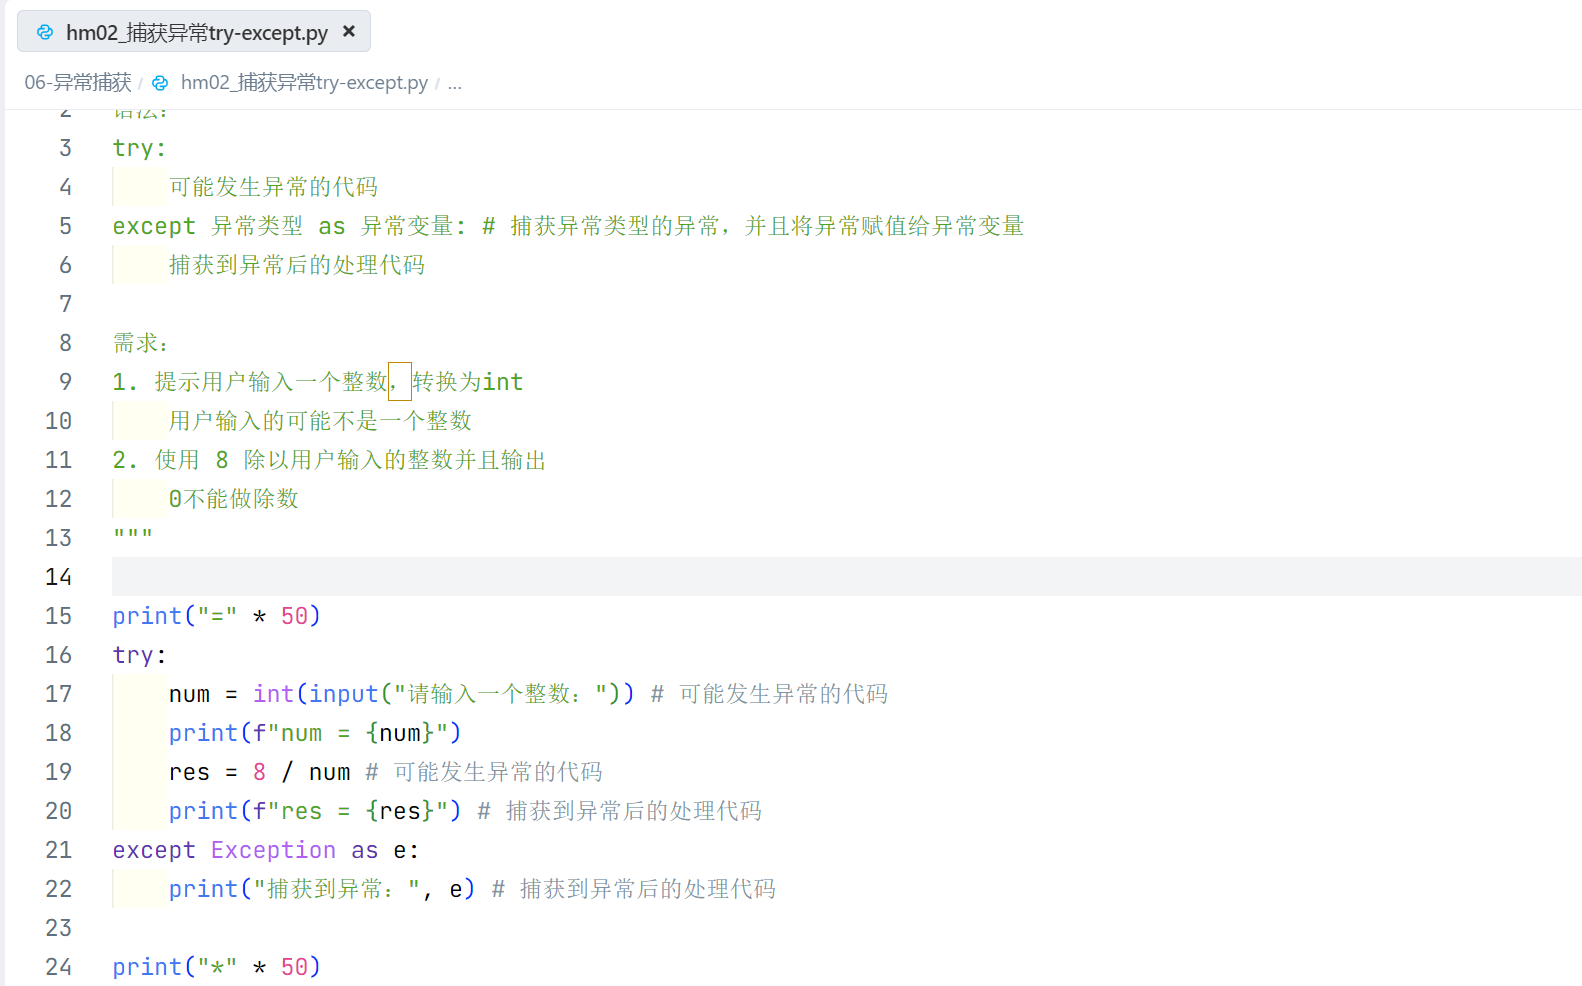 hm02_捕获异常try-except.py ×
06-异常捕获 / hm02_捕获异常try-except.py / ...
2 语法:
3 try:
4 可能发生异常的代码
5 except 异常类型 as 异常变量: # 捕获异常类型的异常，并且将异常赋值给异常变量
6 捕获到异常后的处理代码
7
8 需求:
9 1. 提示用户输入一个整数，转换为int
10 用户输入的可能不是一个整数
11 2. 使用 8 除以用户输入的整数并且输出
12 0不能做除数
13 """
14
15 print("=" * 50)
16 try:
17 num = int(input("请输入一个整数: ")) # 可能发生异常的代码
18 print(f"num = {num}")
19 res = 8 / num # 可能发生异常的代码
20 print(f"res = {res}") # 捕获到异常后的处理代码
21 except Exception as e:
22 print("捕获到异常: ", e) # 捕获到异常后的处理代码
23
24 print("*" * 50)